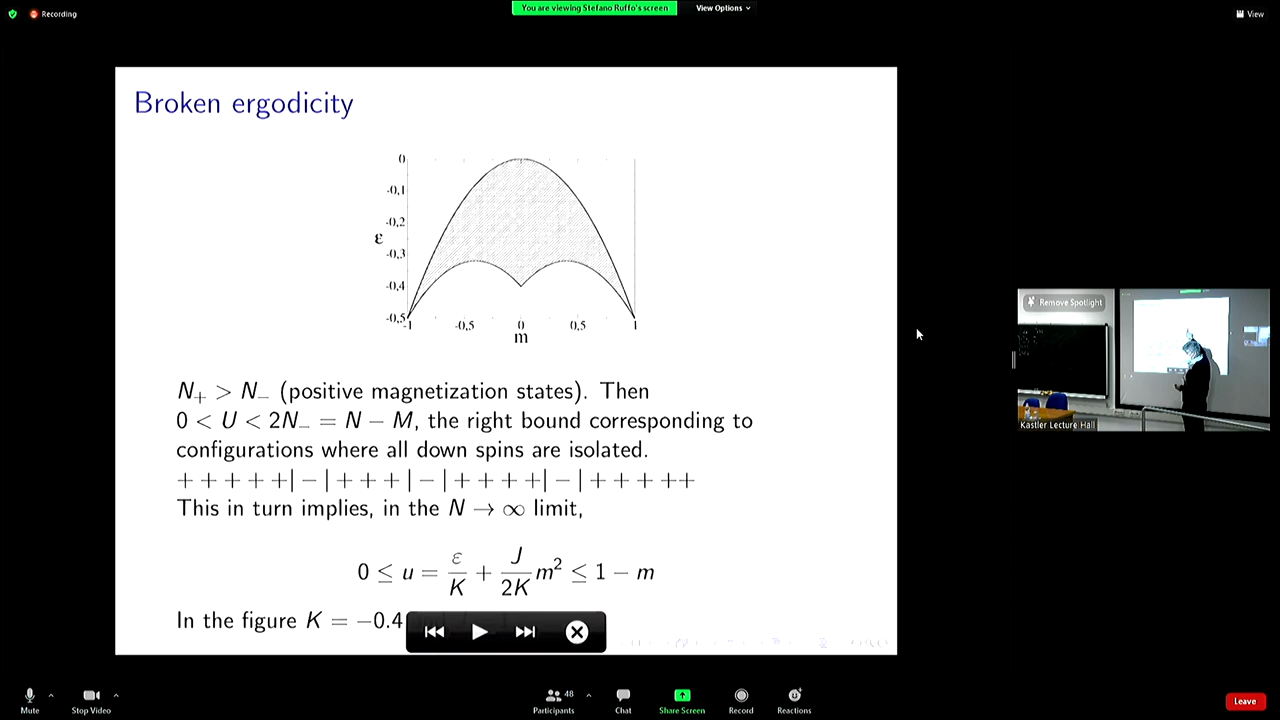 Recording
You are viewing Stefano Ruffo's screen
View Options
View
Broken ergodicity
0
-0,1
-0,2
ε
-0,3
-0,4
-0,5
-1
-0,5
0
0,5
1
m
N₊ > N₋ (positive magnetization states). Then
0 < U < 2N₋ = N − M, the right bound corresponding to
configurations where all down spins are isolated.
+ + + + +| − | + + + | − | + + + +| − | + + + + +
This in turn implies, in the N → ∞ limit,
0 ≤ u = ε/K + J/2K m² ≤ 1 − m
In the figure K = −0.4
Remove Spotlight
Kastler Lecture Hall
Mute
Stop Video
Participants
48
Chat
Share Screen
Record
Reactions
Leave